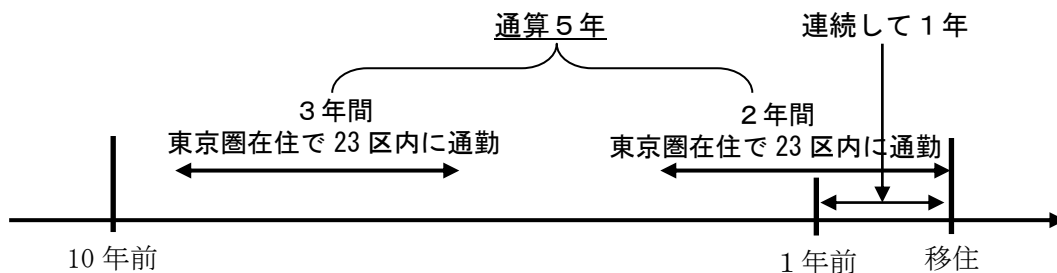 通算５年
連続して１年
３年間
東京圏在住で 23 区内に通勤
２年間
東京圏在住で 23 区内に通勤
10 年前
１年前
移住